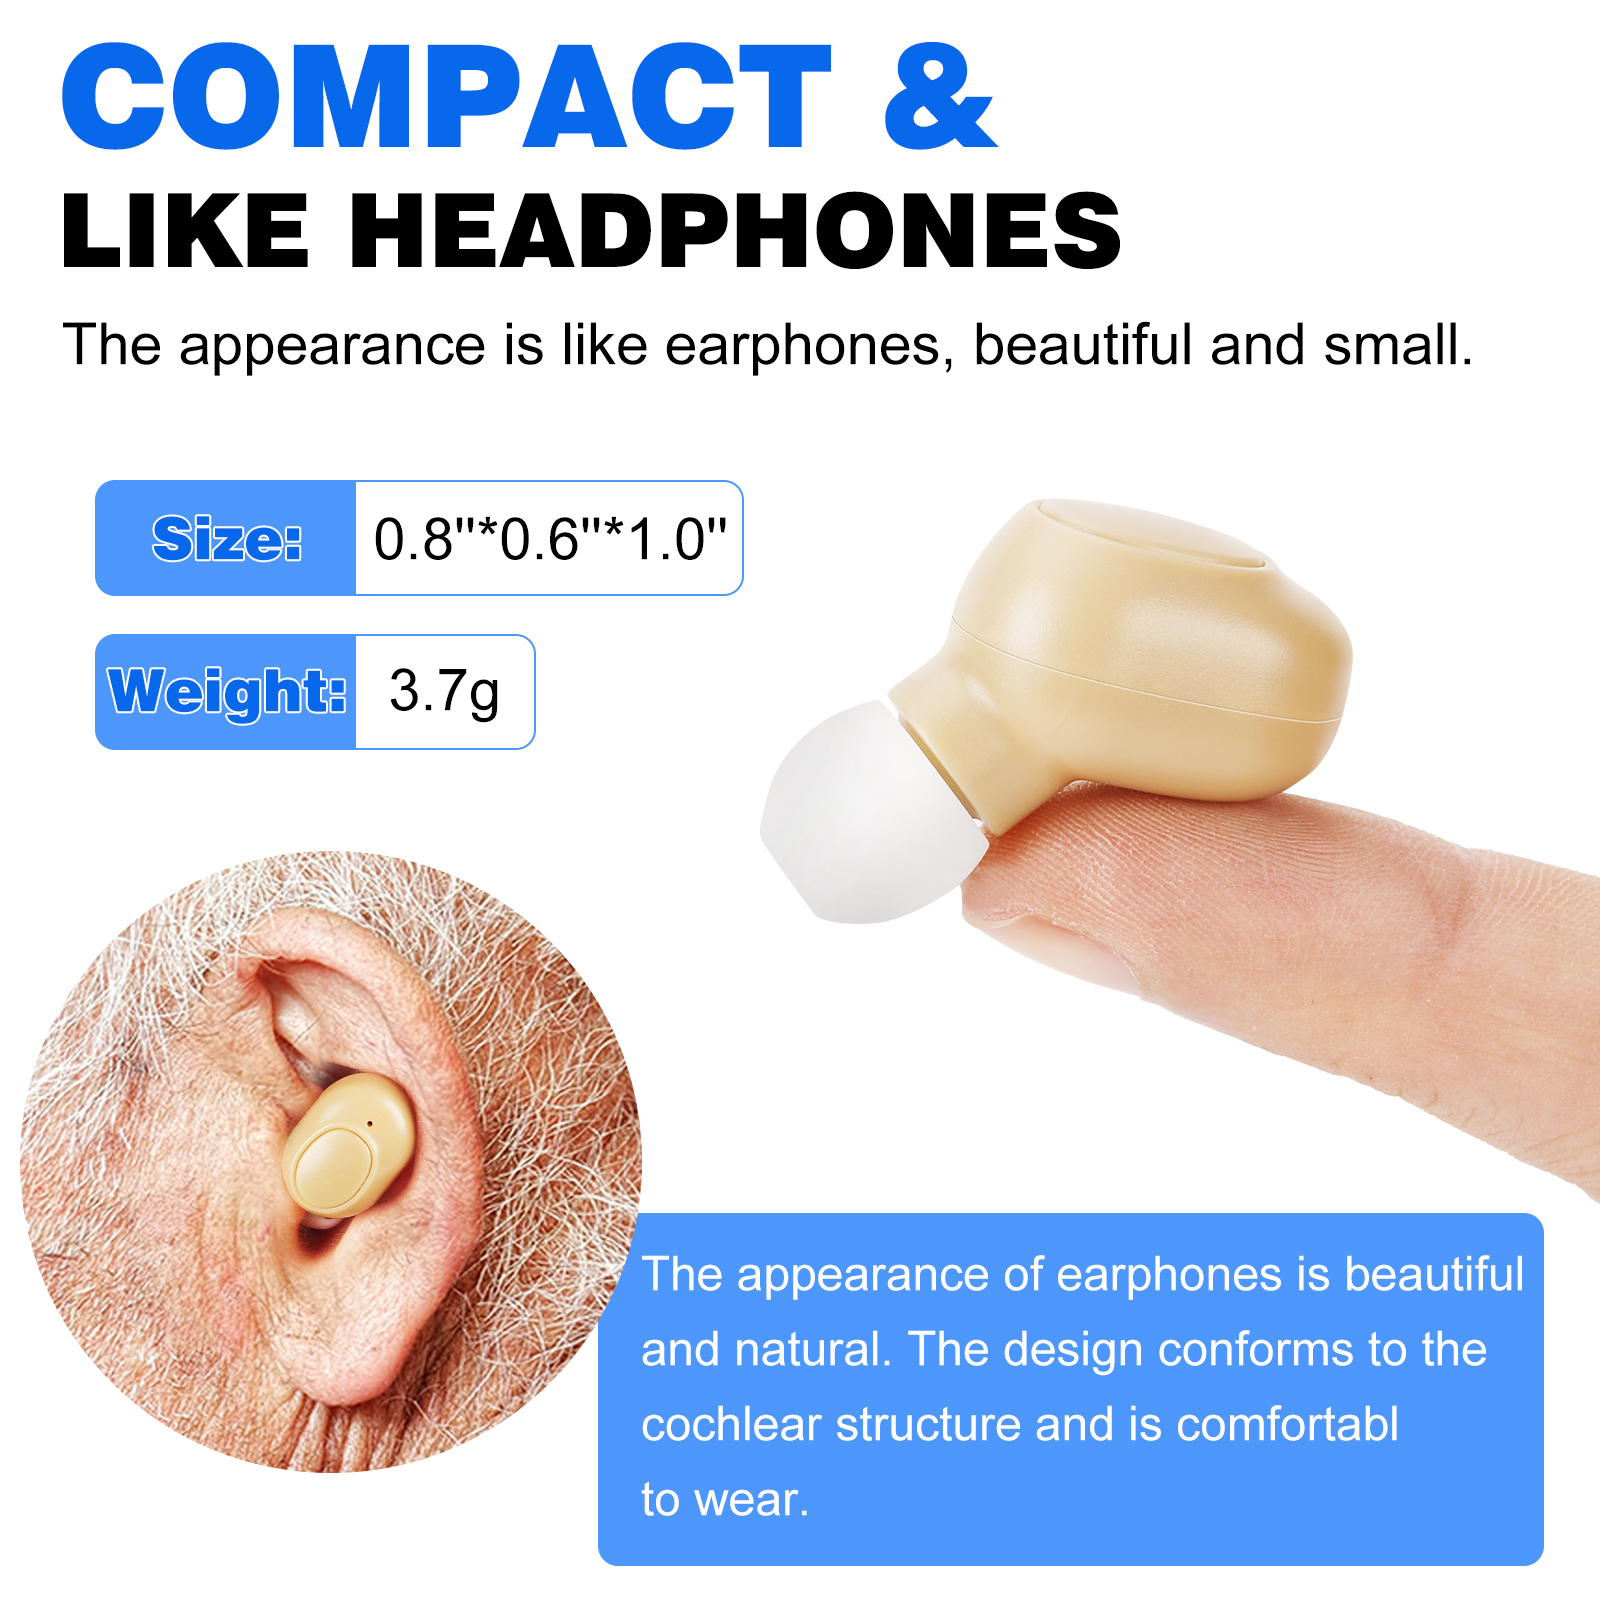 COMPACT &
LIKE HEADPHONES
The appearance is like earphones, beautiful and small.
Size: 0.8"*0.6"*1.0"
Weight: 3.7g
The appearance of earphones is beautiful
and natural. The design conforms to the
cochlear structure and is comfortabl
to wear.